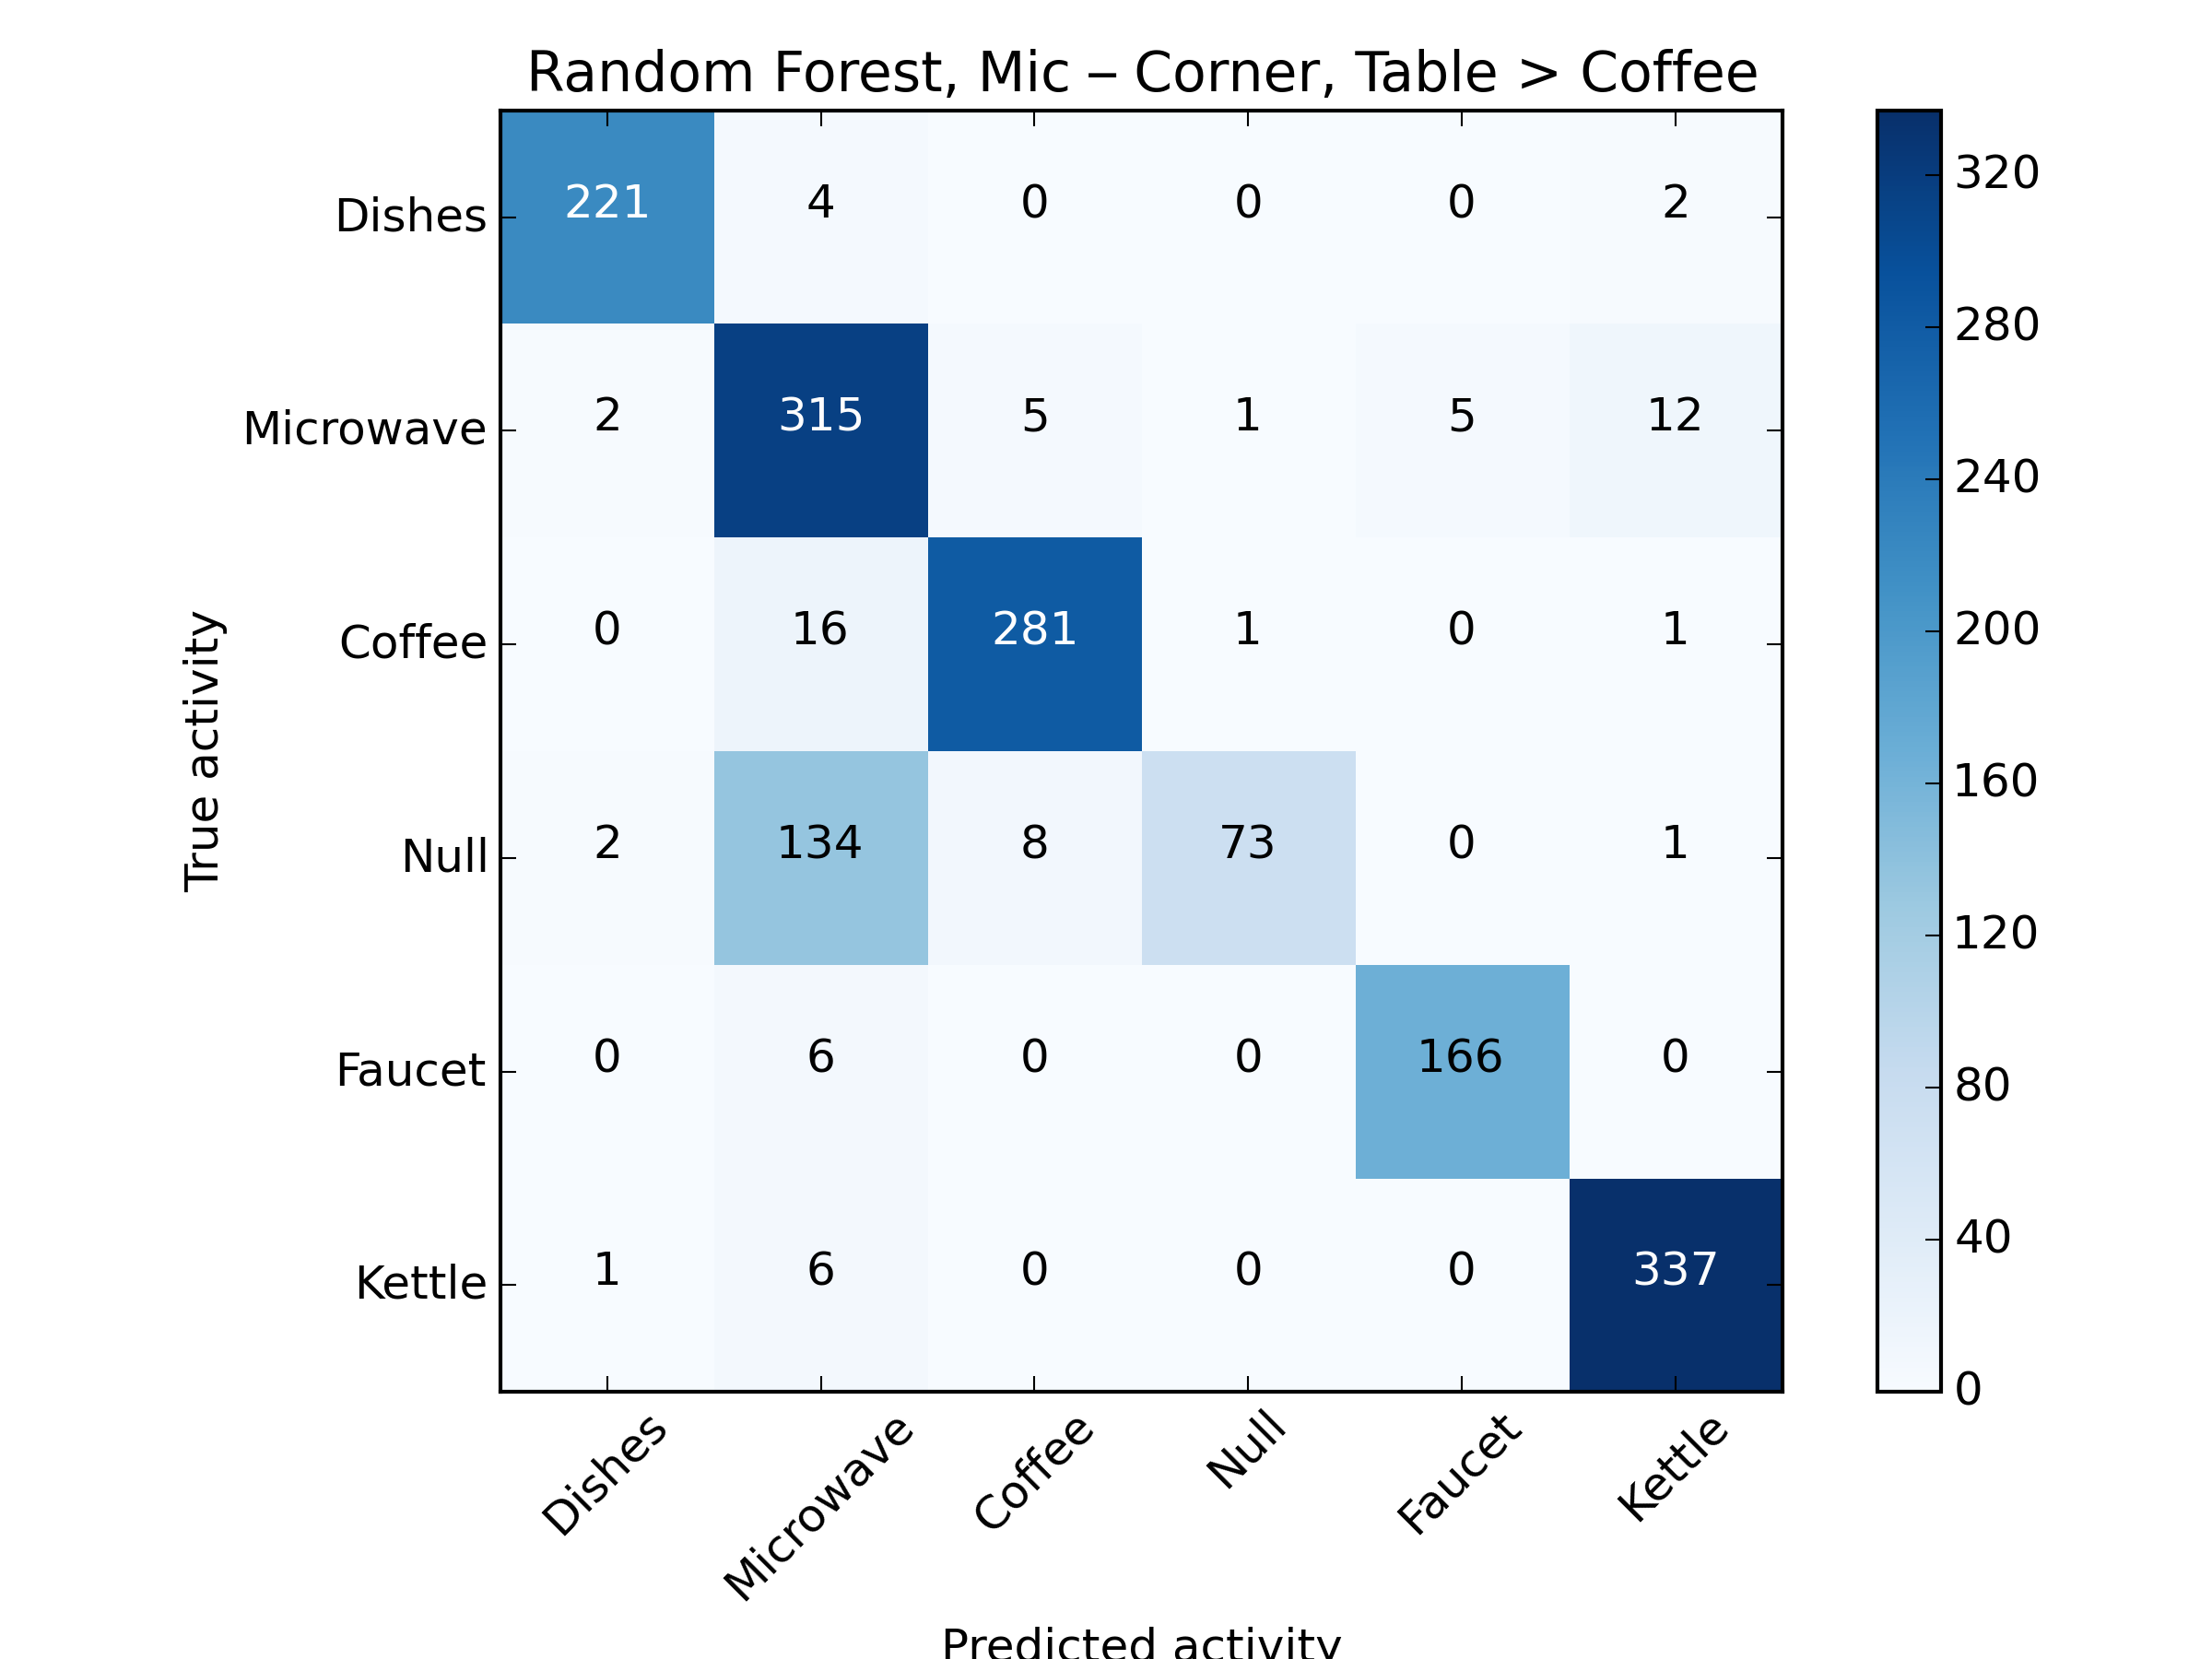 Random Forest, Mic – Corner, Table > Coffee
Dishes 221 4 0 0 0 2
Microwave 2 315 5 1 5 12
Coffee 0 16 281 1 0 1
Null 2 134 8 73 0 1
Faucet 0 6 0 0 166 0
Kettle 1 6 0 0 0 337
True activity
Dishes Microwave Coffee Null Faucet Kettle
Predicted activity
320
280
240
200
160
120
80
40
0